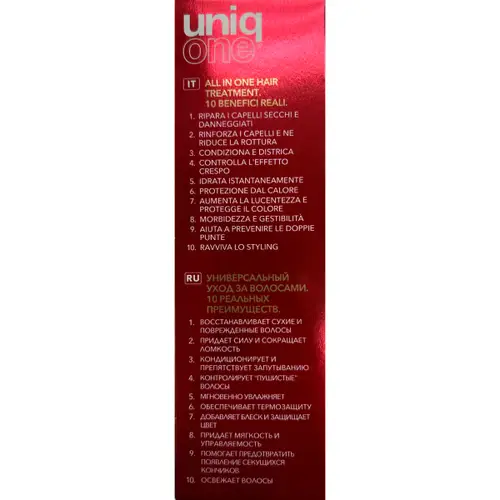 uniq
one
IT ALL IN ONE HAIR
TREATMENT.
10 BENEFICI REALI.
1. RIPARA I CAPELLI SECCHI E
DANNEGGIATI
2. RINFORZA I CAPELLI E NE
RIDUCE LA ROTTURA
3. CONDIZIONA E DISTRICA
4. CONTROLLA L'EFFETTO
CRESPO
5. IDRATA ISTANTANEAMENTE
6. PROTEZIONE DAL CALORE
7. AUMENTA LA LUCENTEZZA E
PROTEGGE IL COLORE
8. MORBIDEZZA E GESTIBILITÀ
9. AIUTA A PREVENIRE LE DOPPIE
PUNTE
10. RAVVIVA LO STYLING
RU УНИВЕРСАЛЬНЫЙ
УХОД ЗА ВОЛОСАМИ.
10 РЕАЛЬНЫХ
ПРЕИМУЩЕСТВ.
1. ВОССТАНАВЛИВАЕТ СУХИЕ И
ПОВРЕЖДЕННЫЕ ВОЛОСЫ
2. ПРИДАЕТ СИЛУ И СОКРАЩАЕТ
ЛОМКОСТЬ
3. КОНДИЦИОНИРУЕТ И
ПРЕПЯТСТВУЕТ ЗАПУТЫВАНИЮ
4. КОНТРОЛИРУЕТ "ПУШИСТЫЕ"
ВОЛОСЫ
5. МГНОВЕННО УВЛАЖНЯЕТ
6. ОБЕСПЕЧИВАЕТ ТЕРМОЗАЩИТУ
7. ДОБАВЛЯЕТ БЛЕСК И ЗАЩИЩАЕТ
ЦВЕТ
8. ПРИДАЕТ МЯГКОСТЬ И
УПРАВЛЯЕМОСТЬ
9. ПОМОГАЕТ ПРЕДОТВРАТИТЬ
ПОЯВЛЕНИЕ СЕКУЩИХСЯ
КОНЧИКОВ
10. ОСВЕЖАЕТ ВОЛОСЫ